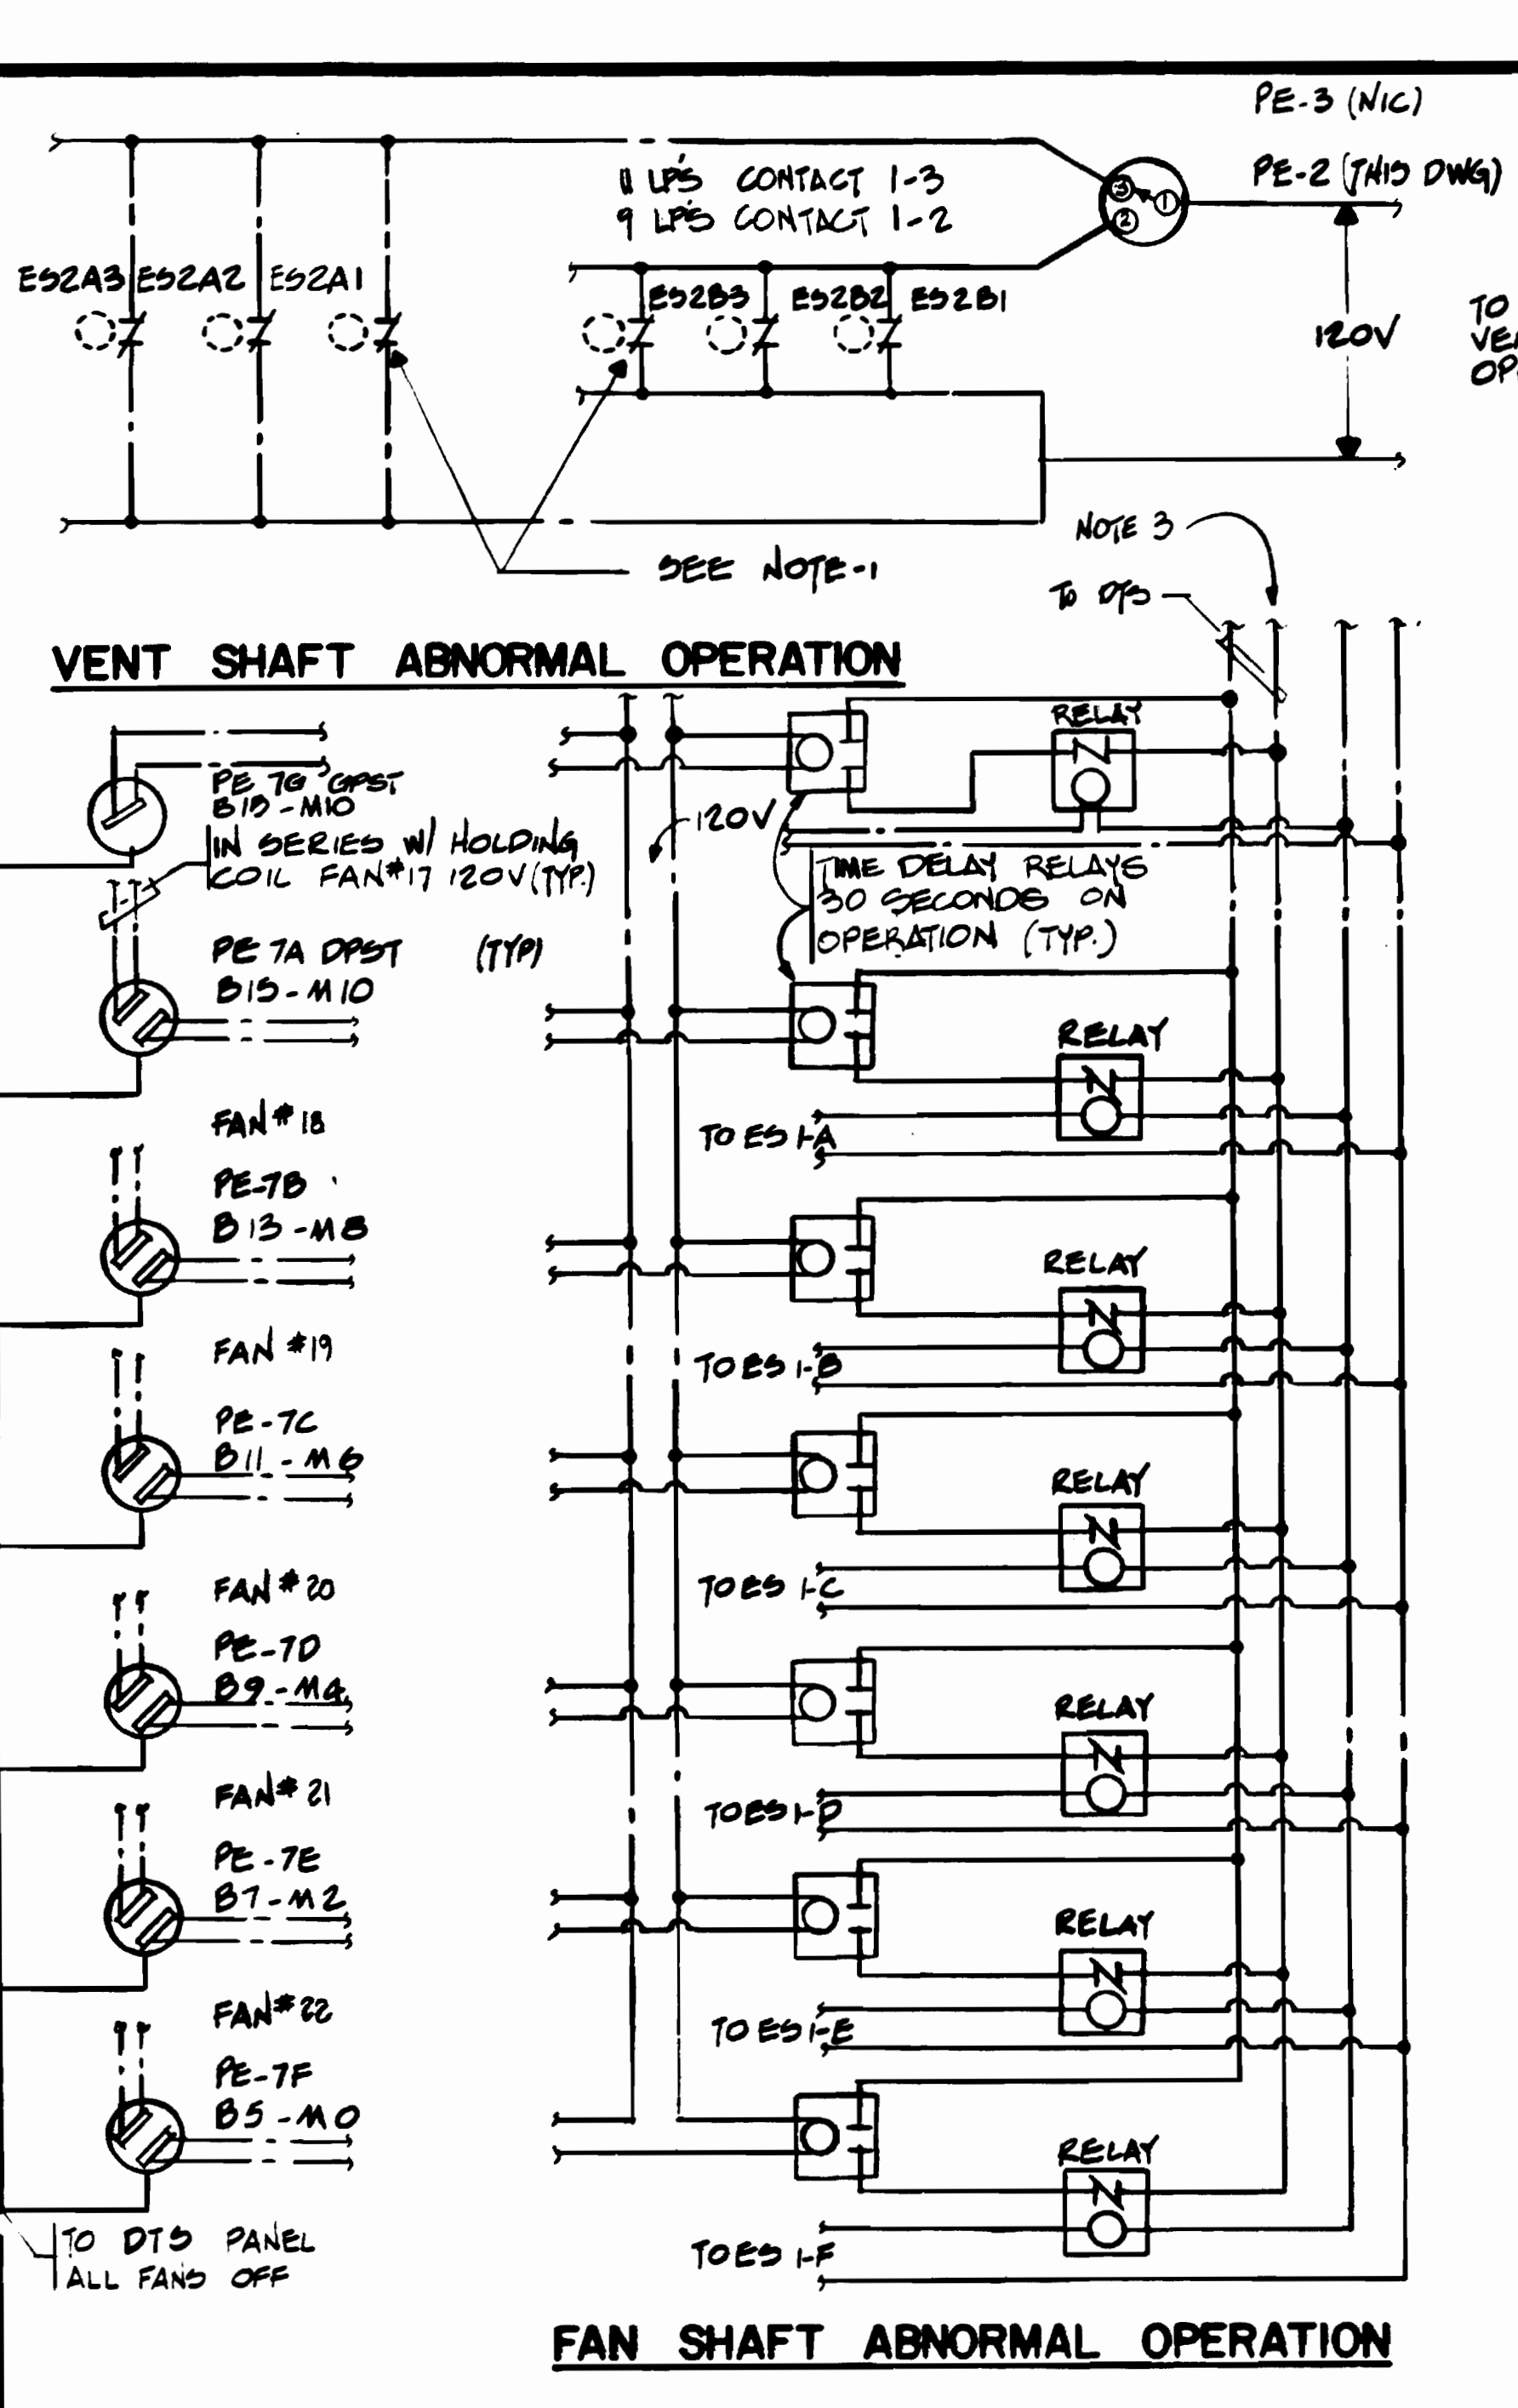 PE-3 (NIC)
11 LP'S CONTACT 1-3
9 LP'S CONTACT 1-2
PE-2 (THIS DWG)
3
1
2
ES2A3 ES2A2 ES2A1
ES2B3 ES2B2 ES2B1
120V
TO
SEE NOTE-1
NOTE 3
TO DTS
VENT SHAFT ABNORMAL OPERATION
RELAY
PE 7G GPST
B15-M10
IN SERIES W/ HOLDING
COIL FAN #17 120V (TYP.)
120V
TIME DELAY RELAYS
30 SECONDS ON
OPERATION (TYP.)
PE 7A DPST (TYP)
B15-M10
RELAY
TO ES 1-A
FAN #18
PE-7B
B13-M8
RELAY
TO ES 1-B
FAN #19
PE-7C
B11-M6
RELAY
TO ES 1-C
FAN #20
PE-7D
B9-M4
RELAY
TO ES 1-D
FAN #21
PE-7E
B7-M2
RELAY
TO ES 1-E
FAN #22
PE-7F
B5-M0
RELAY
TO ES 1-F
TO DTS PANEL
ALL FANS OFF
FAN SHAFT ABNORMAL OPERATION